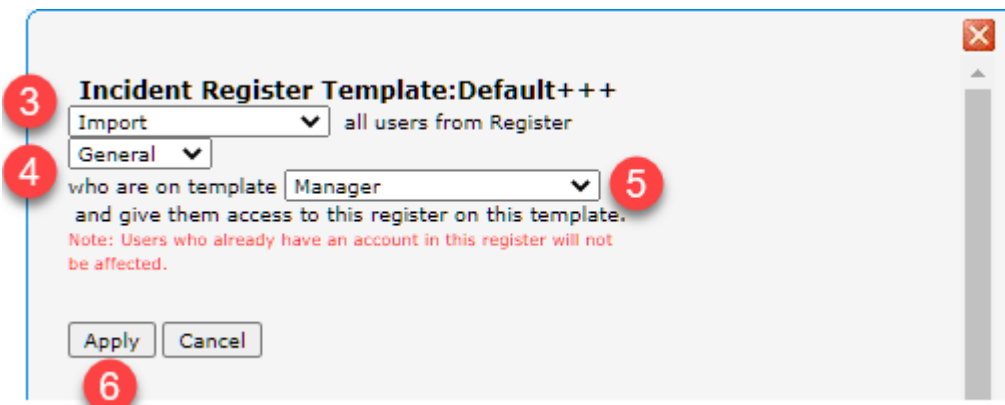 Incident Register Template:Default+++
3
Import all users from Register
General
4
who are on template Manager 5
and give them access to this register on this template.
Note: Users who already have an account in this register will not
be affected.
Apply Cancel
6